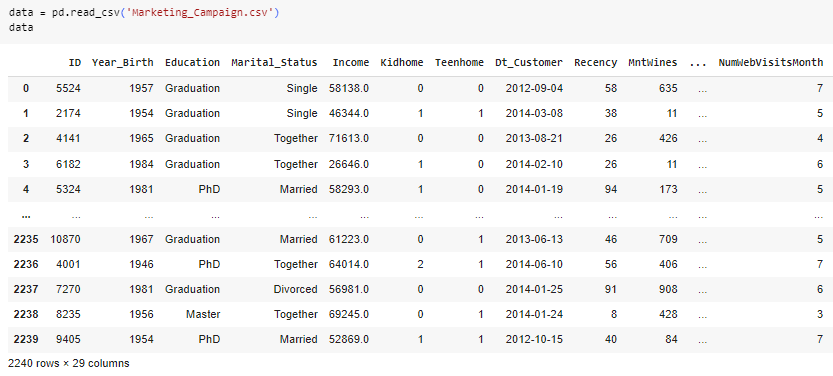 data = pd.read_csv('Marketing_Campaign.csv')
data
ID Year_Birth Education Marital_Status Income Kidhome Teenhome Dt_Customer Recency MntWines ... NumWebVisitsMonth
0 5524 1957 Graduation Single 58138.0 0 0 2012-09-04 58 635 ... 7
1 2174 1954 Graduation Single 46344.0 1 1 2014-03-08 38 11 ... 5
2 4141 1965 Graduation Together 71613.0 0 0 2013-08-21 26 426 ... 4
3 6182 1984 Graduation Together 26646.0 1 0 2014-02-10 26 11 ... 6
4 5324 1981 PhD Married 58293.0 1 0 2014-01-19 94 173 ... 5
... ... ... ... ... ... ... ... ... ... ... ... ...
2235 10870 1967 Graduation Married 61223.0 0 1 2013-06-13 46 709 ... 5
2236 4001 1946 PhD Together 64014.0 2 1 2014-06-10 56 406 ... 7
2237 7270 1981 Graduation Divorced 56981.0 0 0 2014-01-25 91 908 ... 6
2238 8235 1956 Master Together 69245.0 0 1 2014-01-24 8 428 ... 3
2239 9405 1954 PhD Married 52869.0 1 1 2012-10-15 40 84 ... 7
2240 rows × 29 columns